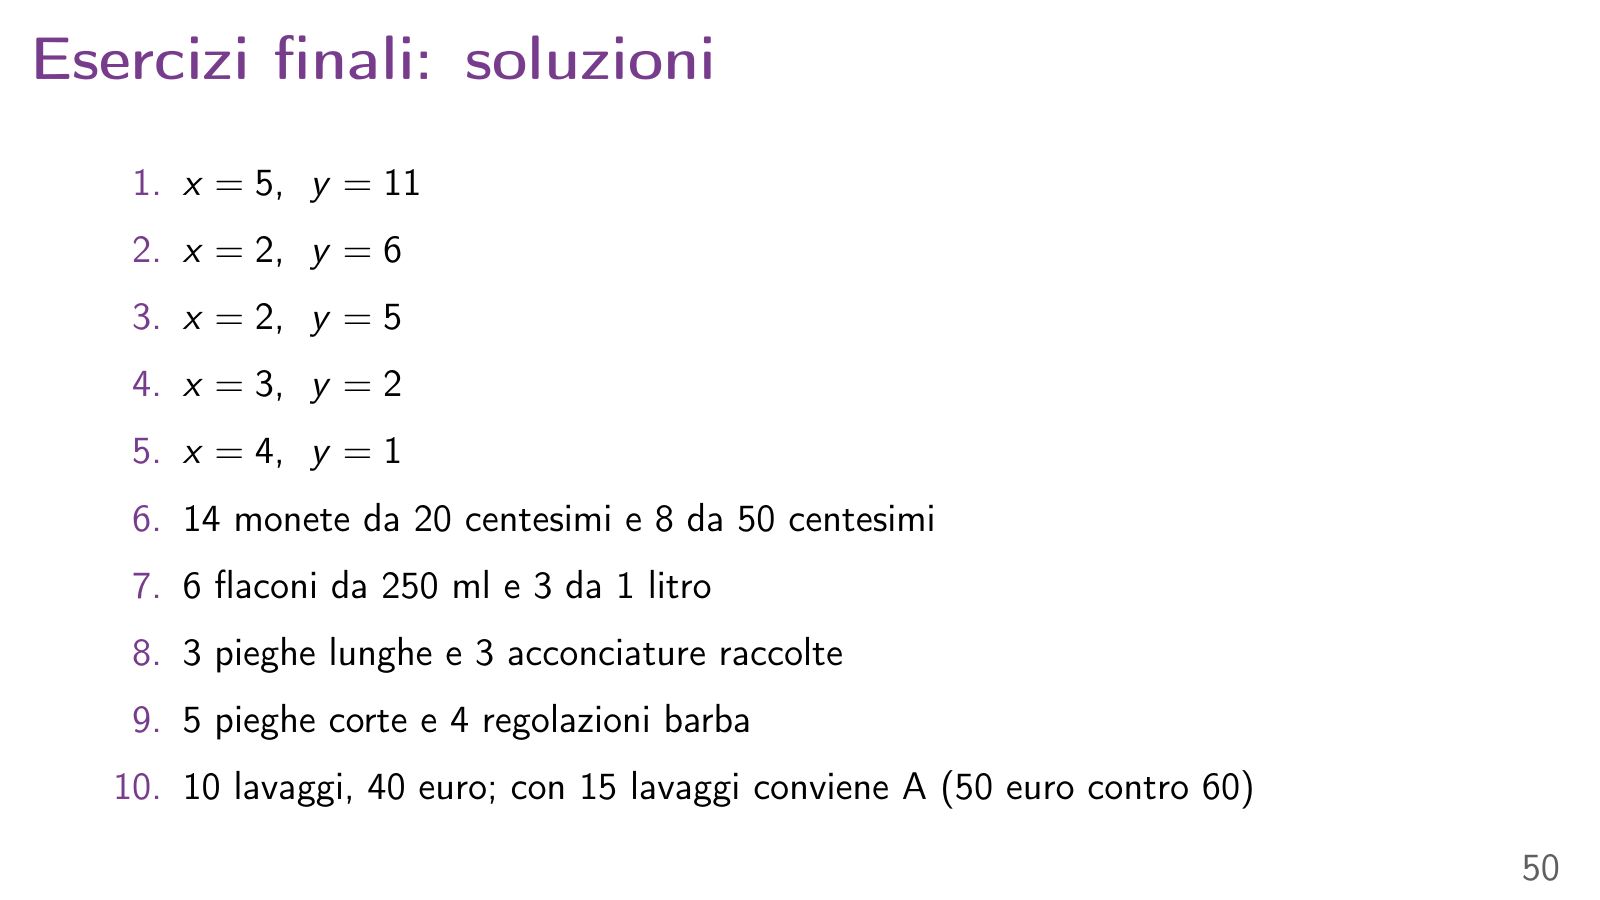 Esercizi finali: soluzioni
1. x = 5, y = 11
2. x = 2, y = 6
3. x = 2, y = 5
4. x = 3, y = 2
5. x = 4, y = 1
6. 14 monete da 20 centesimi e 8 da 50 centesimi
7. 6 flaconi da 250 ml e 3 da 1 litro
8. 3 pieghe lunghe e 3 acconciature raccolte
9. 5 pieghe corte e 4 regolazioni barba
10. 10 lavaggi, 40 euro; con 15 lavaggi conviene A (50 euro contro 60)
50